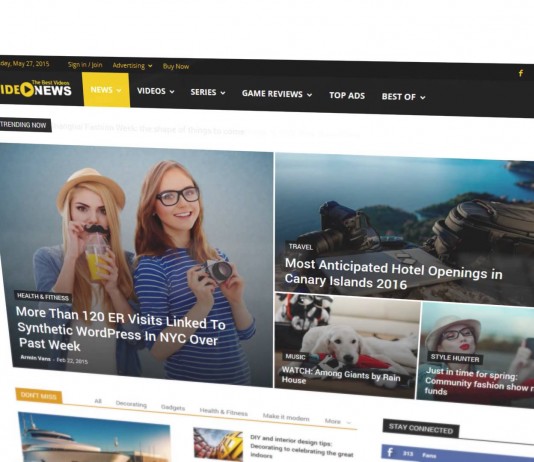 day, May 27, 2015
Sign in / Join
Advertising
Buy Now
The Best Videos
IDEONEWS
NEWS
VIDEOS
SERIES
GAME REVIEWS
TOP ADS
BEST OF
TRENDING NOW
HEALTH & FITNESS
More Than 120 ER Visits Linked To
Synthetic WordPress In NYC Over
Past Week
Armin Vans - Feb 22, 2015
TRAVEL
Most Anticipated Hotel Openings in
Canary Islands 2016
MUSIC
WATCH: Among Giants by Rain
House
STYLE HUNTER
Just in time for spring:
Community fashion show r
funds
DON'T MISS
All
Decorating
Gadgets
Health & Fitness
Make it modern
More
DIY and interior design tips:
Decorating to celebrating the great
indoors
STAY CONNECTED
f 313 Fans